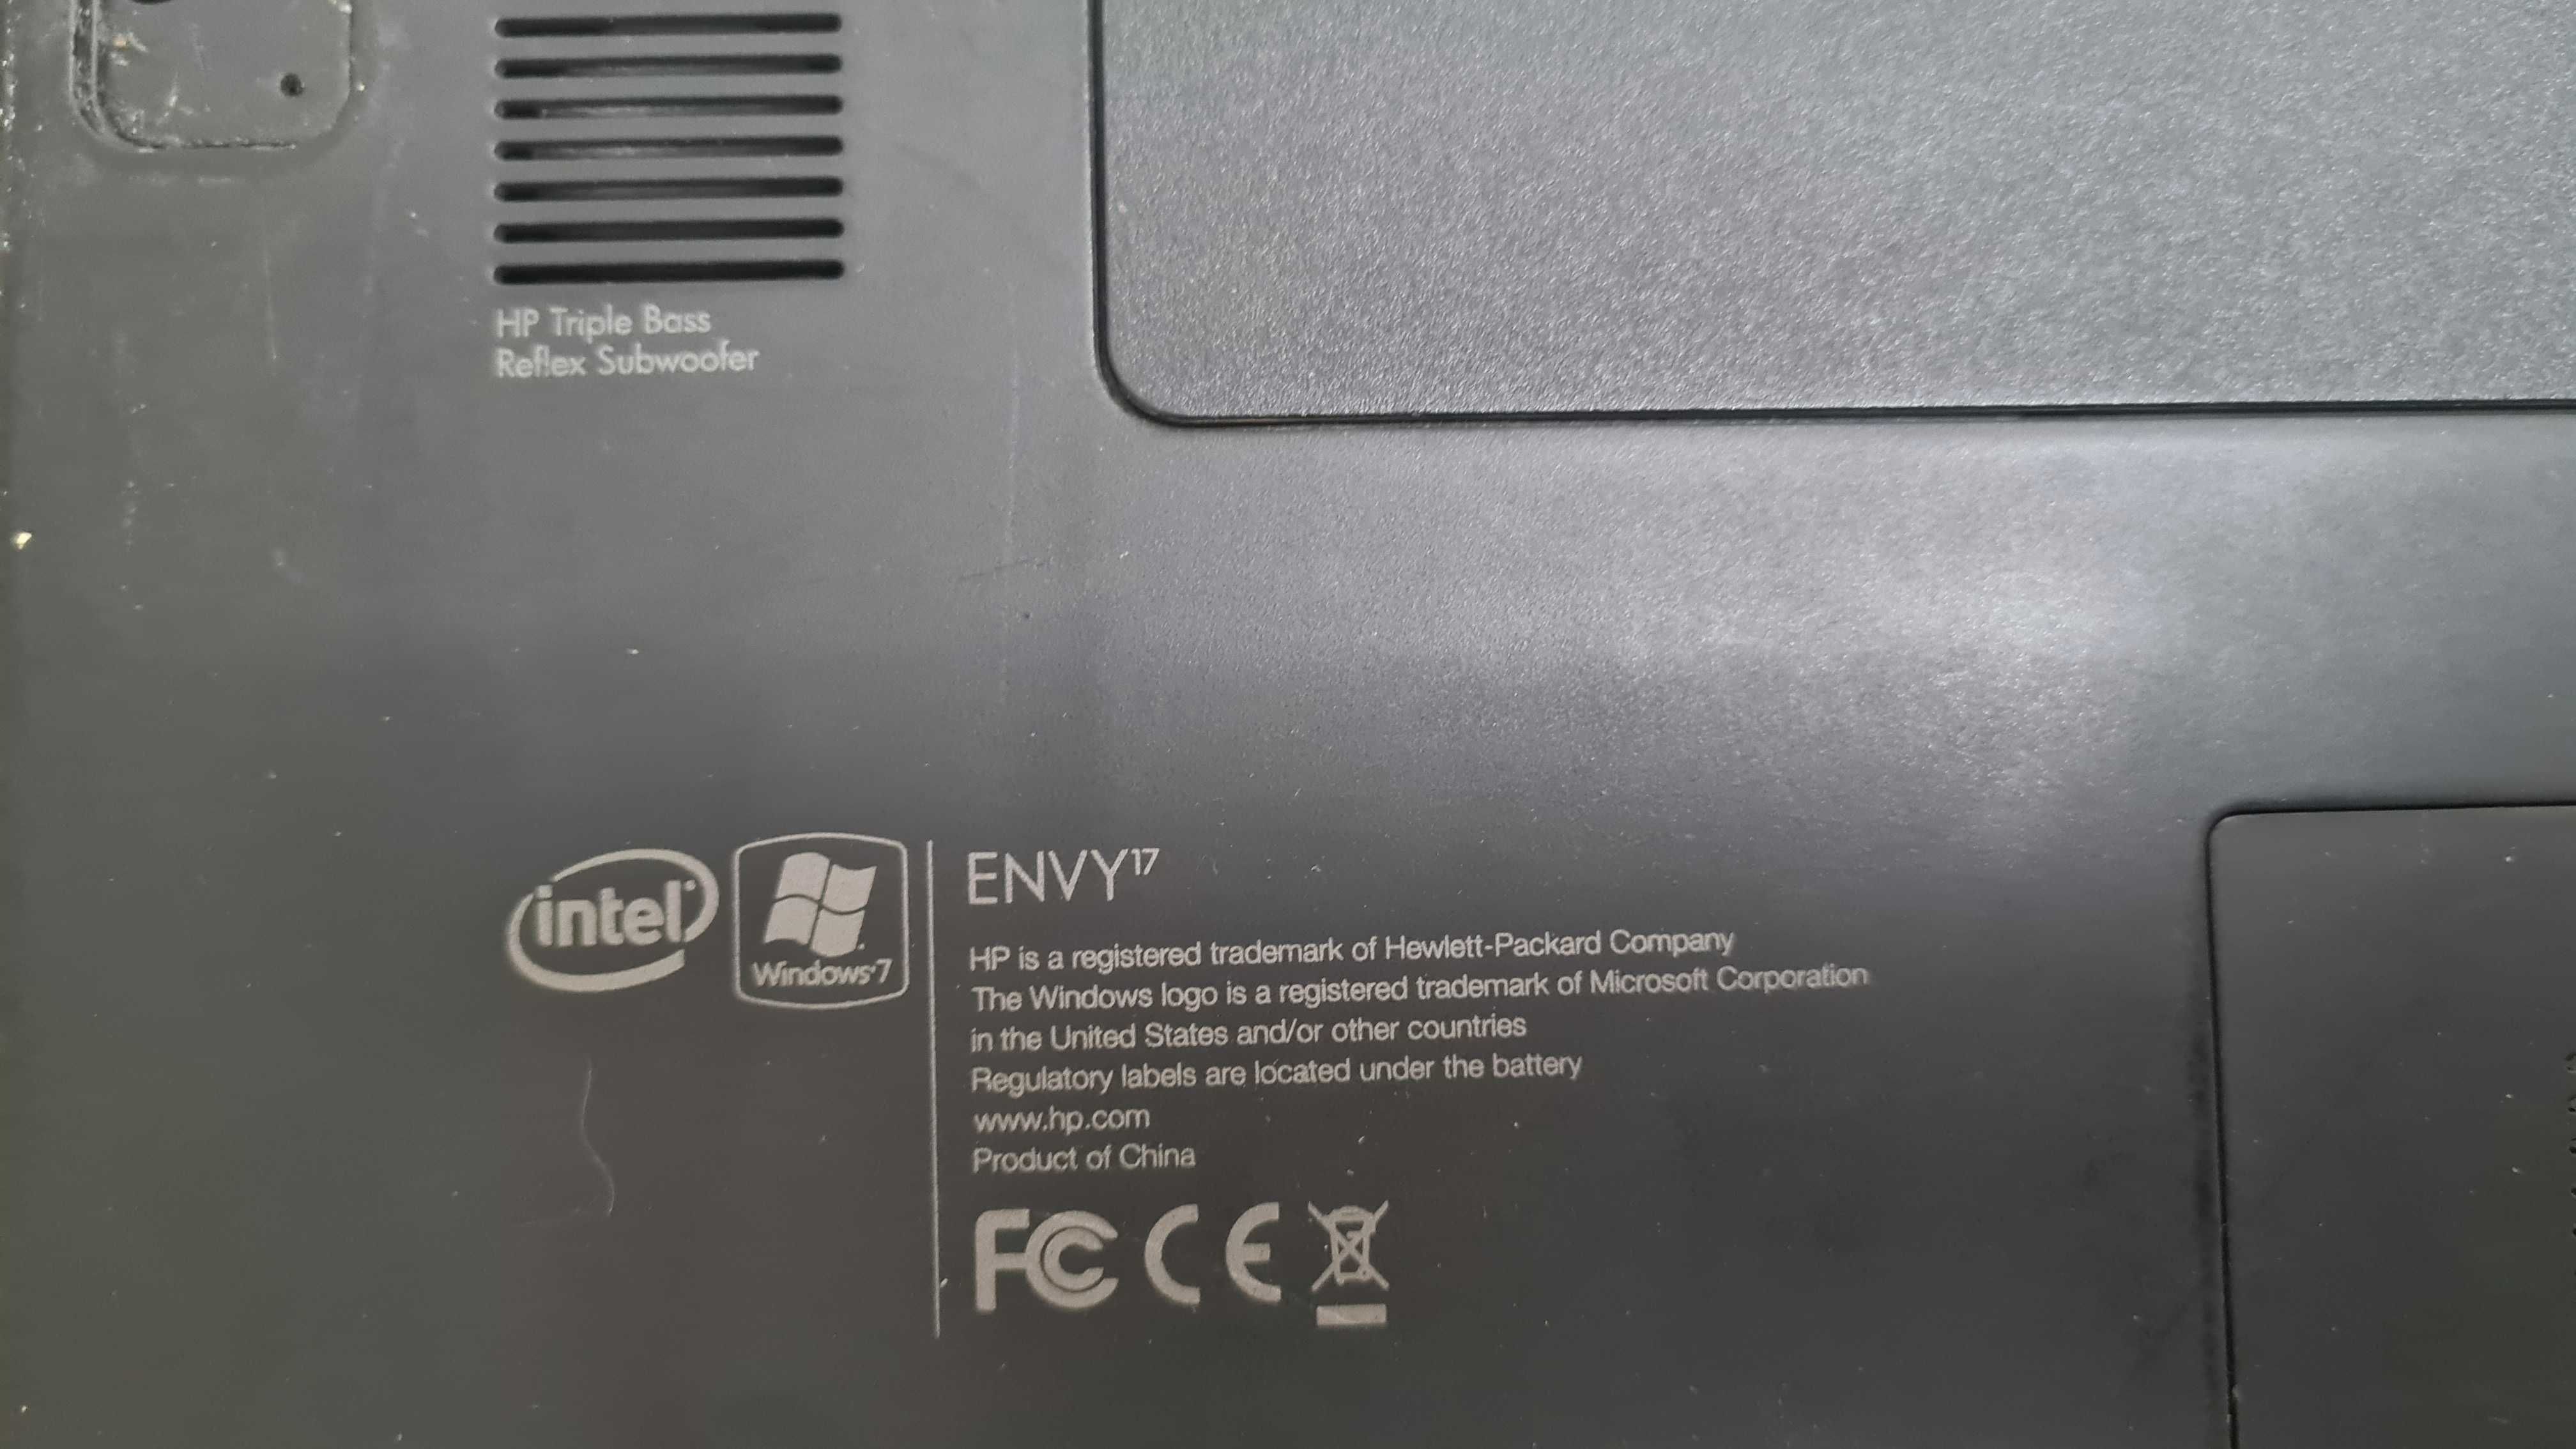 HP Triple Bass
Reflex Subwoofer
intel
Windows 7
ENVY17
HP is a registered trademark of Hewlett-Packard Company
The Windows logo is a registered trademark of Microsoft Corporation
in the United States and/or other countries
Regulatory labels are located under the battery
www.hp.com
Product of China
FC CE